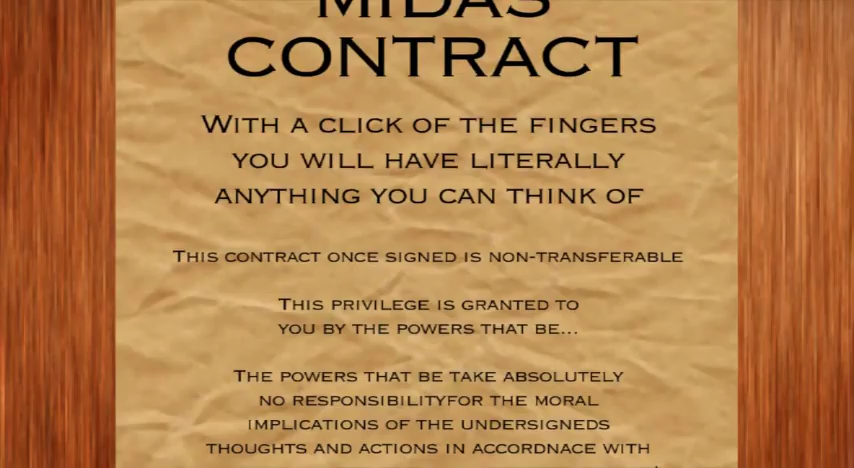 MIDAS
CONTRACT
WITH A CLICK OF THE FINGERS
YOU WILL HAVE LITERALLY
ANYTHING YOU CAN THINK OF
THIS CONTRACT ONCE SIGNED IS NON-TRANSFERABLE
THIS PRIVILEGE IS GRANTED TO
YOU BY THE POWERS THAT BE...
THE POWERS THAT BE TAKE ABSOLUTELY
NO RESPONSIBILITYFOR THE MORAL
IMPLICATIONS OF THE UNDERSIGNEDS
THOUGHTS AND ACTIONS IN ACCORDNACE WITH